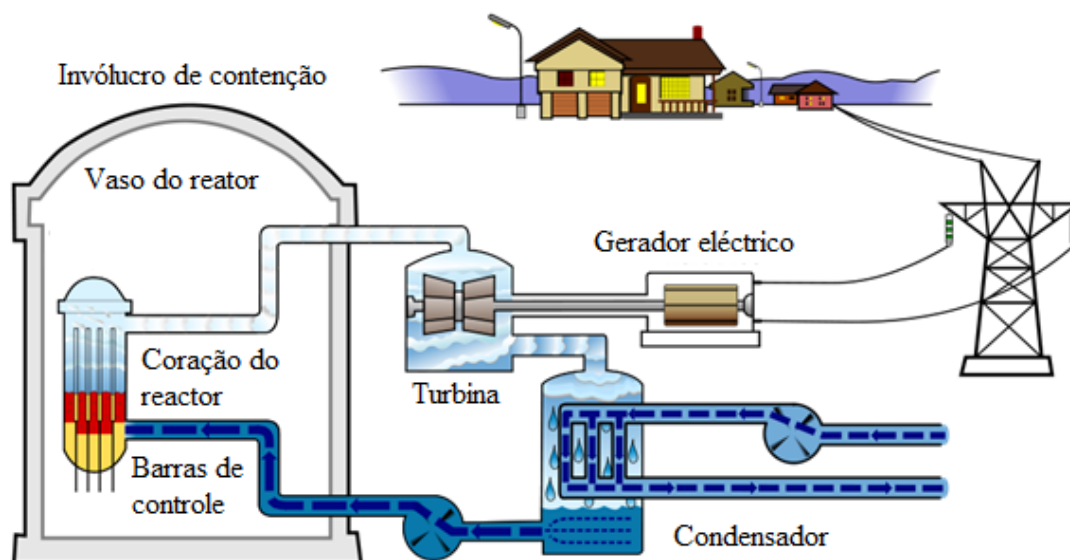 Invólucro de contenção
Vaso do reator
Gerador eléctrico
Coração do
reactor
Turbina
Barras de
controle
Condensador